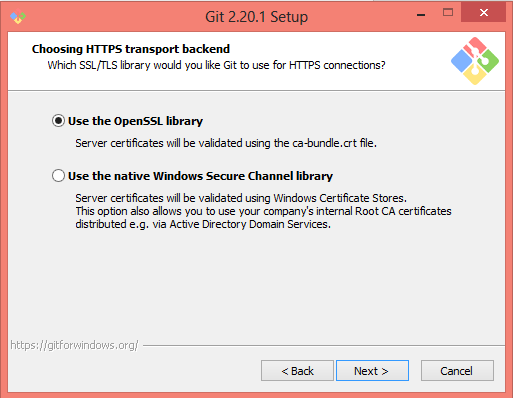 Git 2.20.1 Setup
Choosing HTTPS transport backend
Which SSL/TLS library would you like Git to use for HTTPS connections?
Use the OpenSSL library
Server certificates will be validated using the ca-bundle.crt file.
Use the native Windows Secure Channel library
Server certificates will be validated using Windows Certificate Stores.
This option also allows you to use your company's internal Root CA certificates
distributed e.g. via Active Directory Domain Services.
https://gitforwindows.org/
< Back
Next >
Cancel